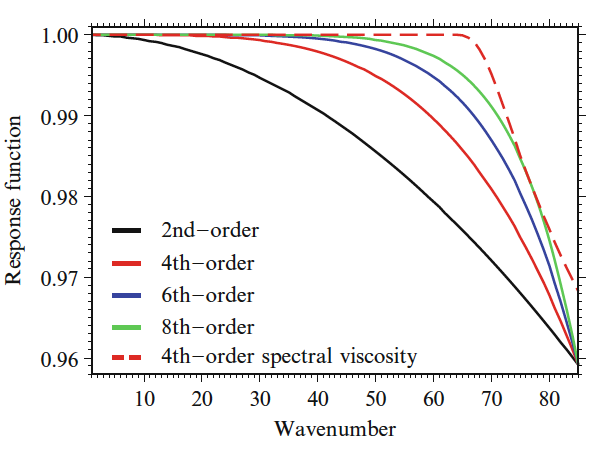 1.00
0.99
0.98
0.97
0.96
Response function
2nd−order
4th−order
6th−order
8th−order
4th−order spectral viscosity
10 20 30 40 50 60 70 80
Wavenumber